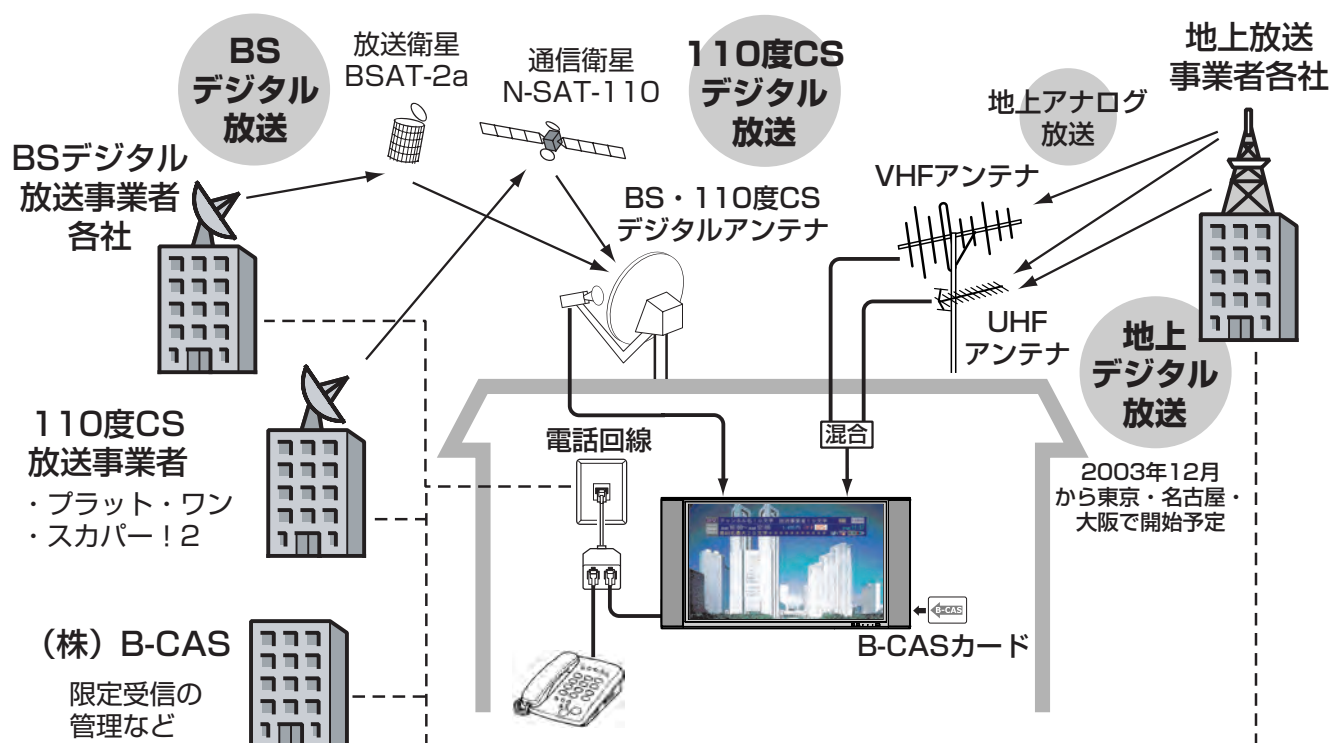 BS
デジタル
放送
放送衛星
BSAT-2a
通信衛星
N-SAT-110
110度CS
デジタル
放送
地上アナログ
放送
地上放送
事業者各社
BSデジタル
放送事業者
各社
BS・110度CS
デジタルアンテナ
VHFアンテナ
UHF
アンテナ
地上
デジタル
放送
2003年12月
から東京・名古屋・
大阪で開始予定
110度CS
放送事業者
・プラット・ワン
・スカパー！2
電話回線
混合
B-CAS
B-CASカード
（株）B-CAS
限定受信の
管理など